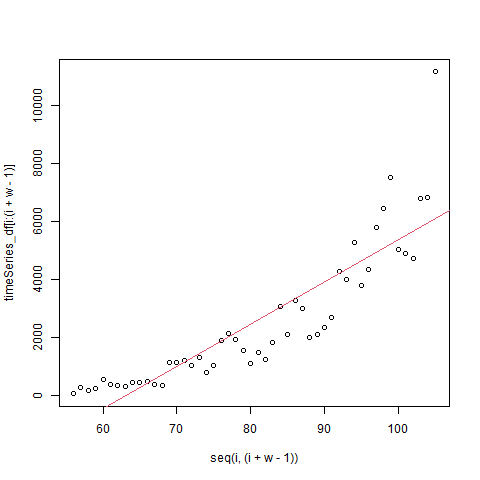 10000
8000
6000
4000
2000
0
timeSeries_df[i:(i + w - 1)]
60 70 80 90 100
seq(i, (i + w - 1))